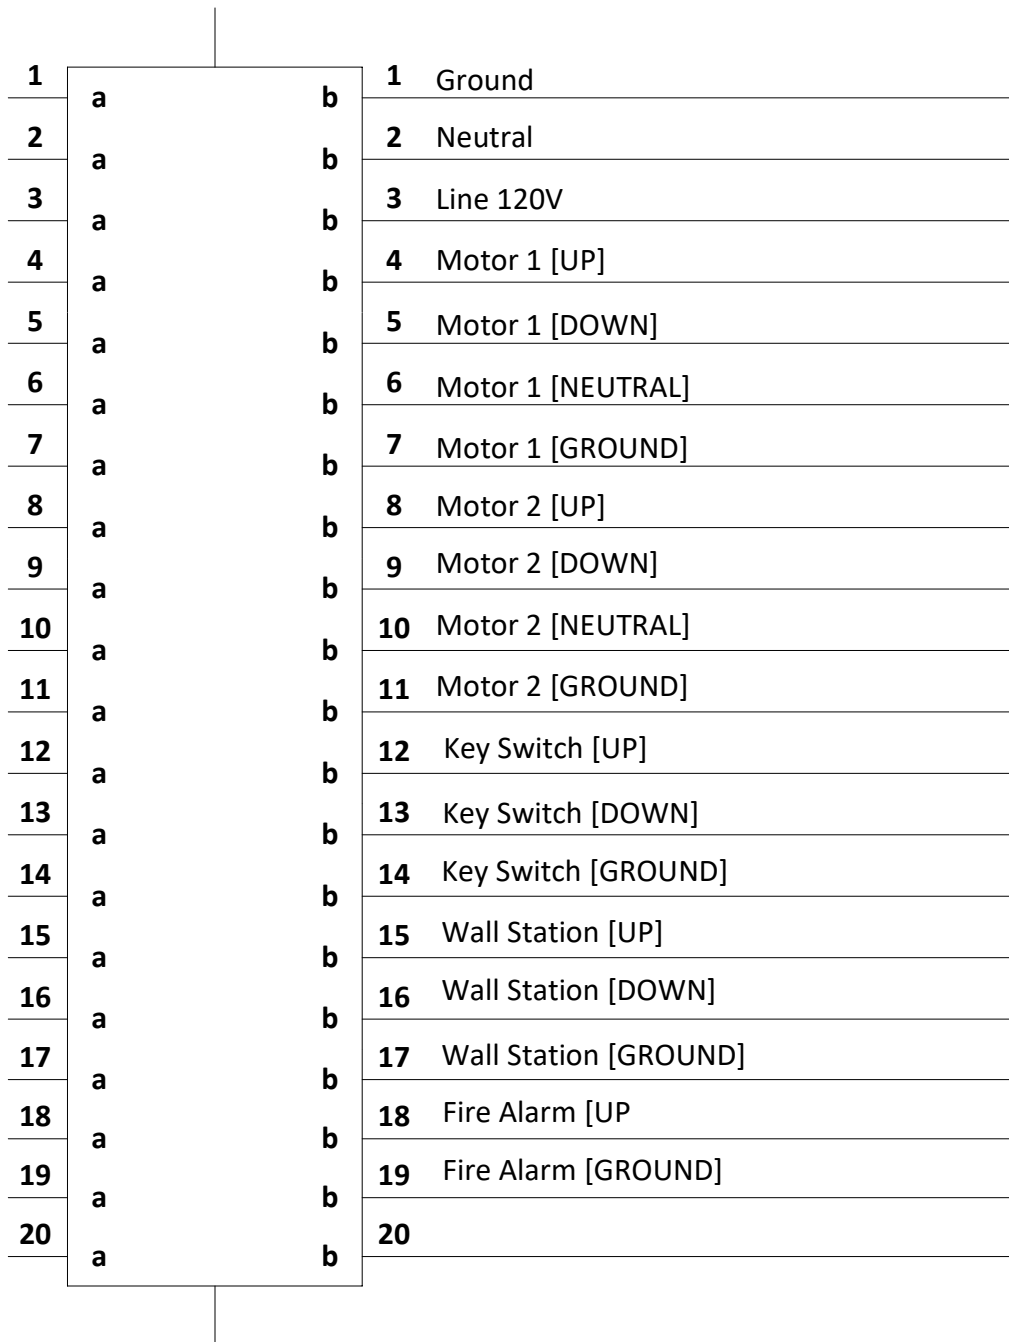 1 1 Ground
a b
2 2 Neutral
a b
3 3 Line 120V
a b
4 4 Motor 1 [UP]
a b
5 5 Motor 1 [DOWN]
a b
6 6 Motor 1 [NEUTRAL]
a b
7 7 Motor 1 [GROUND]
a b
8 8 Motor 2 [UP]
a b
9 9 Motor 2 [DOWN]
a b
10 10 Motor 2 [NEUTRAL]
a b
11 11 Motor 2 [GROUND]
a b
12 12 Key Switch [UP]
a b
13 13 Key Switch [DOWN]
a b
14 14 Key Switch [GROUND]
a b
15 15 Wall Station [UP]
a b
16 16 Wall Station [DOWN]
a b
17 17 Wall Station [GROUND]
a b
18 18 Fire Alarm [UP
a b
19 19 Fire Alarm [GROUND]
a b
20 20
a b